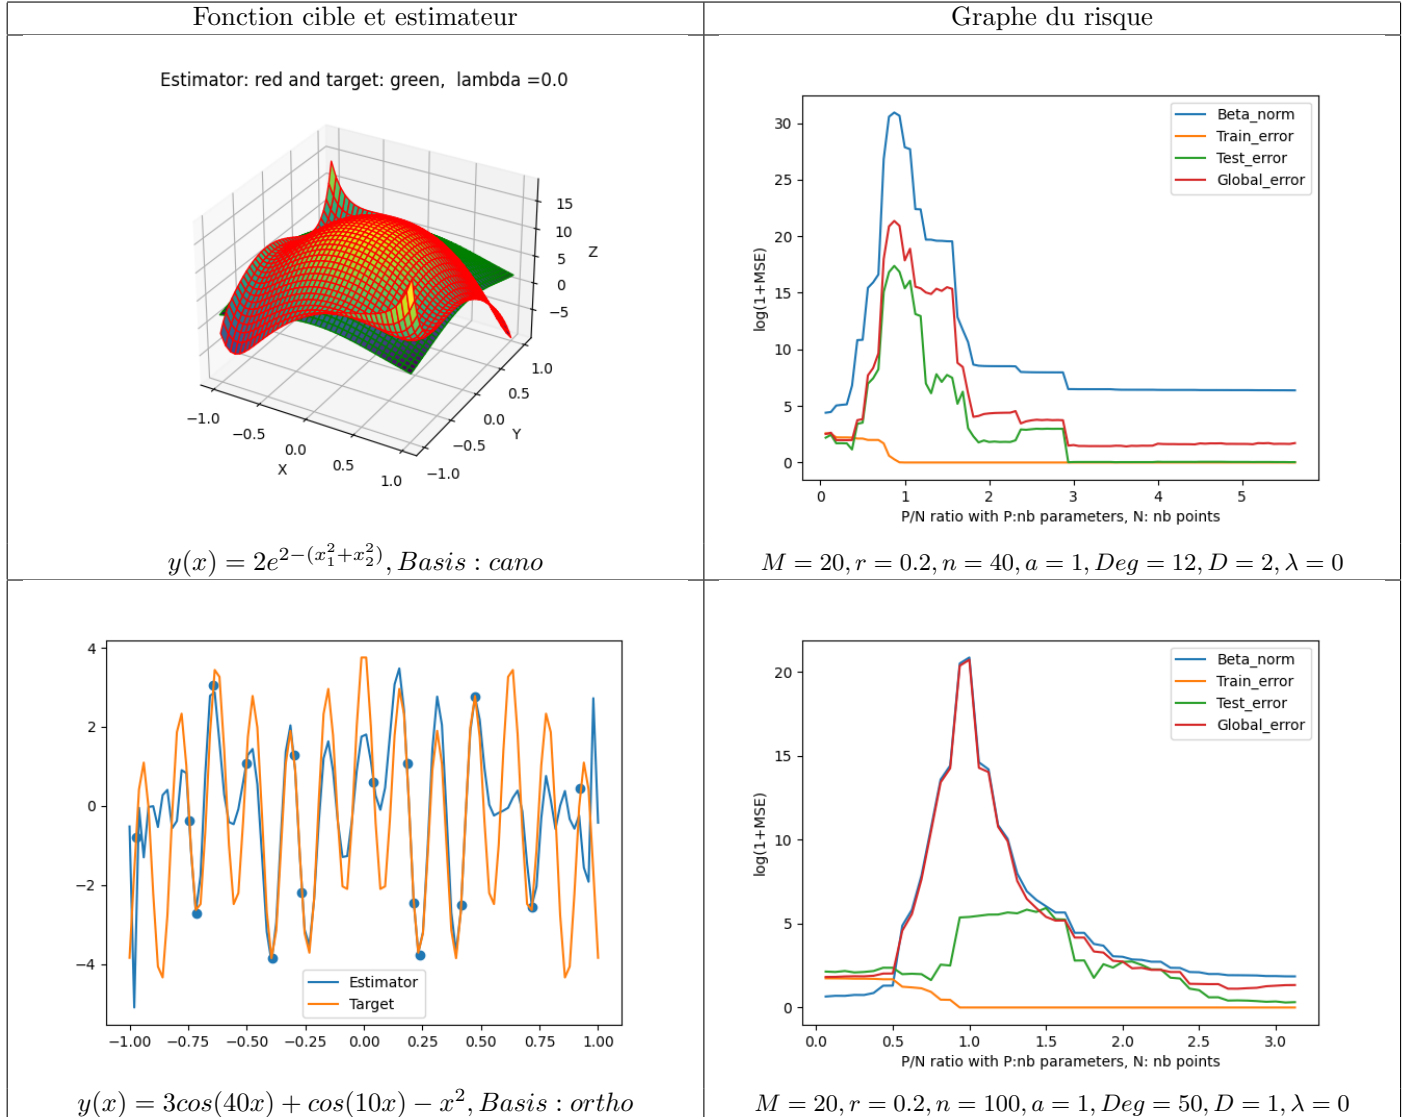 Fonction cible et estimateur
Graphe du risque
Estimator: red and target: green,  lambda =0.0
15
10
5
0
−5
Z
−1.0
−0.5
0.0
0.5
1.0
X
−1.0
−0.5
0.0
0.5
1.0
Y
y(x) = 2e^{2−(x_1^2+x_2^2)}, Basis : cano
Beta_norm
Train_error
Test_error
Global_error
30
25
20
15
10
5
0
log(1+MSE)
0 1 2 3 4 5
P/N ratio with P:nb parameters, N: nb points
M = 20, r = 0.2, n = 40, a = 1, Deg = 12, D = 2, λ = 0
4
2
0
−2
−4
Estimator
Target
−1.00 −0.75 −0.50 −0.25 0.00 0.25 0.50 0.75 1.00
y(x) = 3cos(40x) + cos(10x) − x^2, Basis : ortho
Beta_norm
Train_error
Test_error
Global_error
20
15
10
5
0
log(1+MSE)
0.0 0.5 1.0 1.5 2.0 2.5 3.0
P/N ratio with P:nb parameters, N: nb points
M = 20, r = 0.2, n = 100, a = 1, Deg = 50, D = 1, λ = 0